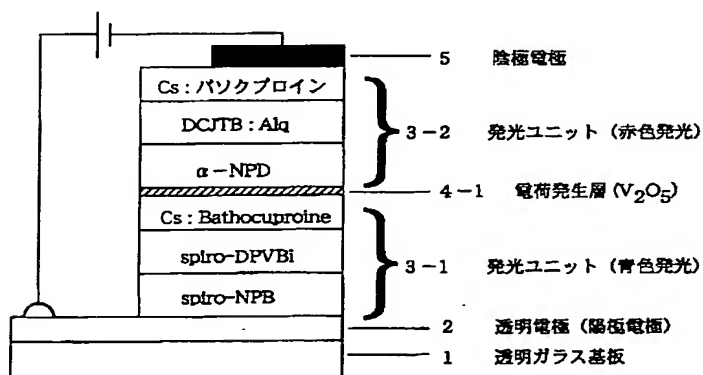 5 陰極電極
Cs：バソクプロイン
DCJTB：Alq
3-2 発光ユニット（赤色発光）
α-NPD
4-1 電荷発生層 (V₂O₅)
Cs：Bathocuproine
spiro-DPVBi
3-1 発光ユニット（青色発光）
spiro-NPB
2 透明電極（陽極電極）
1 透明ガラス基板